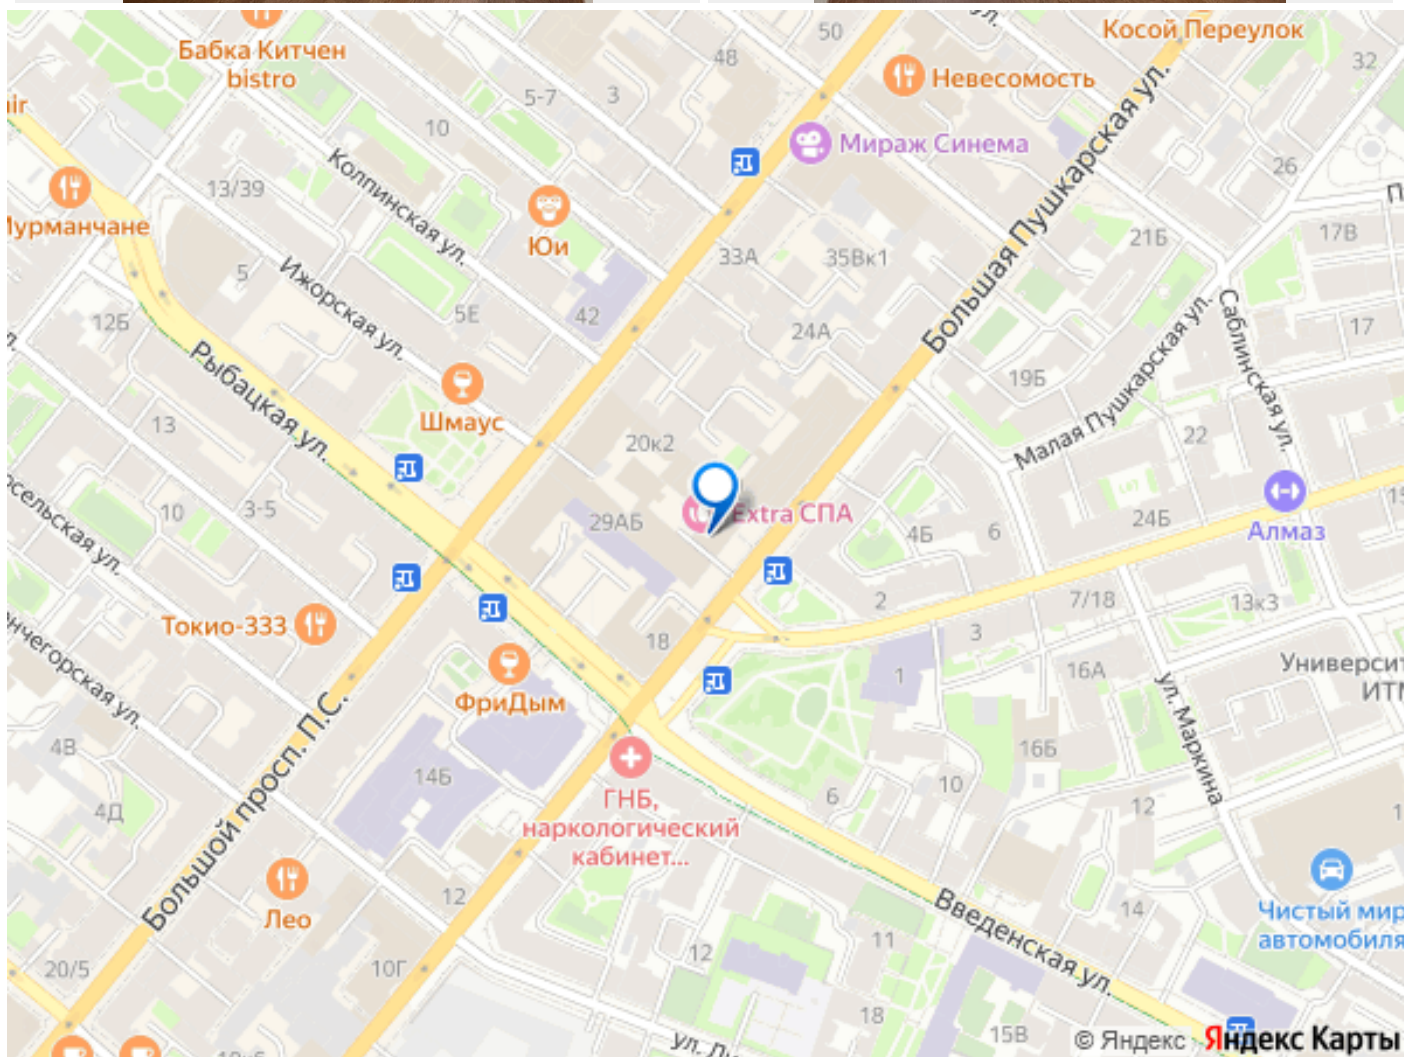 Бабка Китчен
bistro
50
48
Косой Переулок
32
Невесомость
5-7
3
10
Мираж Синема
Большая Пушкарская ул.
26
13/39
Колпинская ул.
Юи
17В
21Б
33А
35Вк1
5
Ижорская ул.
5Е
42
24А
12Б
Саблинская ул.
17
Рыбацкая ул.
Шмаус
19Б
Малая Пушкарская ул.
13
20к2
22
10
3-5
29АБ
Extra СПА
4Б
6
24Б
Алмаз
2
7/18
13к3
Токио-333
18
3
1
16А
ул. Маркина
ФриДым
Большой просп. П.С.
4В
14Б
16Б
10
ГНБ,
наркологический
кабинет...
6
12
4Д
Лео
12
Введенская ул.
14
Чистый мир
автомобиля
11
12
20/5
10Г
18
15В
© Яндекс Яндекс Карты